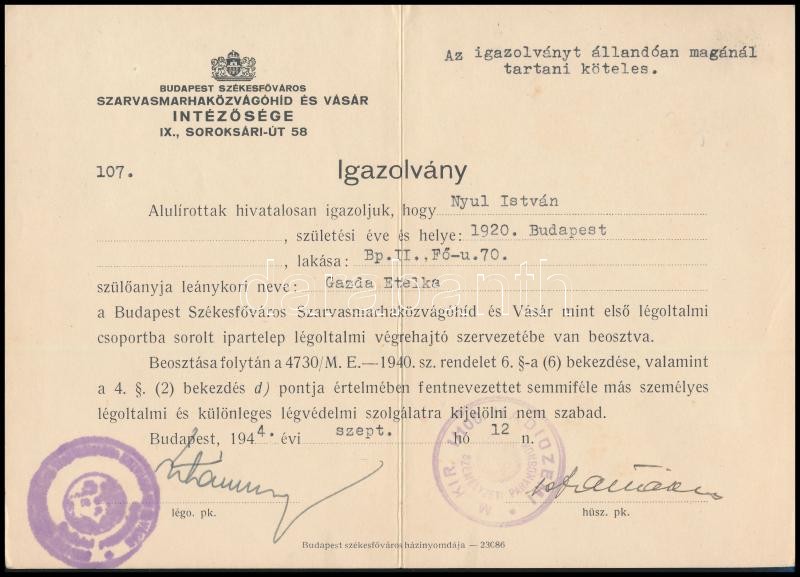 Az igazolványt állandóan magánál
tartani köteles.
BUDAPEST SZÉKESFŐVÁROS
SZARVASMARHAKÖZVÁGÓHÍD ÉS VÁSÁR
INTÉZŐSÉGE
IX., SOROKSÁRI-ÚT 58
107.
Igazolvány
Alulírottak hivatalosan igazoljuk, hogy Nyul István
, születési éve és helye: 1920. Budapest
, lakása: Bp.II., Fő-u.70.
szülőanyja leánykori neve: Gazda Etelka
a Budapest Székesfőváros Szarvasmarhaközvágóhíd és Vásár mint első légoltalmi
csoportba sorolt ipartelep légoltalmi végrehajtó szervezetébe van beosztva.
Beosztása folytán a 4730/M. E.—1940. sz. rendelet 6. §-a (6) bekezdése, valamint
a 4. §. (2) bekezdés d) pontja értelmében fentnevezettet semmiféle más személyes
légoltalmi és különleges légvédelmi szolgálatra kijelölni nem szabad.
Budapest, 1944. évi szept. hó 12 n.
légo. pk.
hüsz. pk.
Budapest székesfőváros házinyomdája — 23086
darabanth